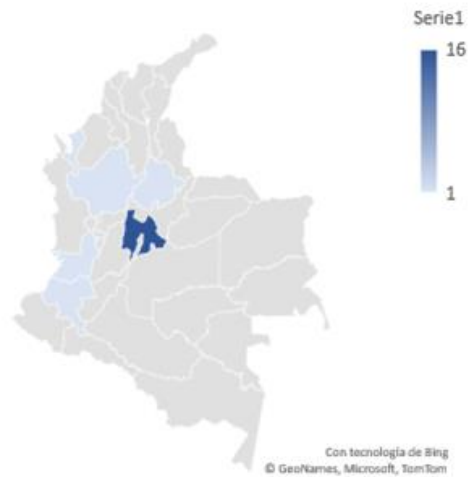 Serie1
16
1
Con tecnología de Bing
© GeoNames, Microsoft, TomTom